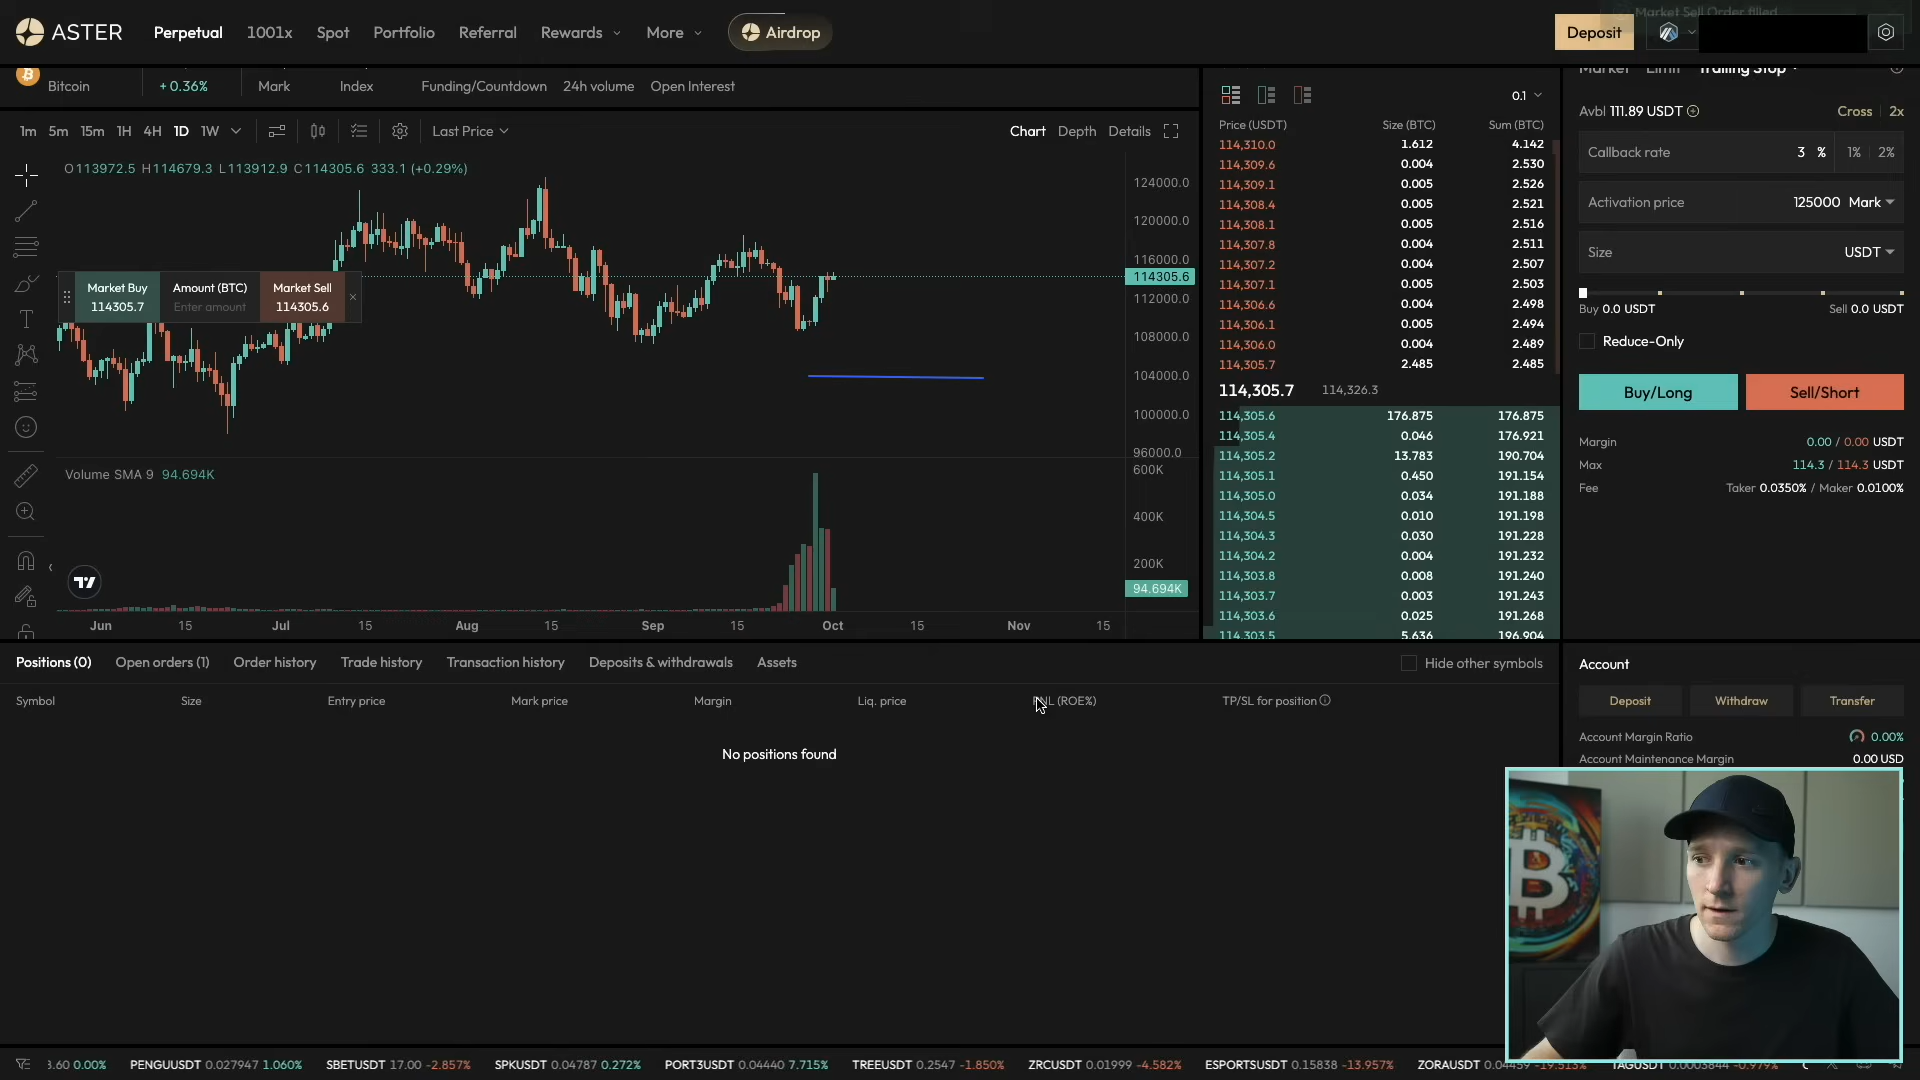 ASTER Perpetual 1001x Spot Portfolio Referral Rewards More Airdrop
Market Sell Order filled
Deposit
Bitcoin +0.36% Mark Index Funding/Countdown 24h volume Open Interest
1m 5m 15m 1H 4H 1D 1W Last Price Chart Depth Details
O113972.5 H114679.3 L113912.9 C114305.6 333.1 (+0.29%)
Market Buy
114305.7
Amount (BTC)
Enter amount
Market Sell
114305.6
124000.0
120000.0
116000.0
114305.6
112000.0
108000.0
104000.0
100000.0
96000.0
Volume SMA 9 94.694K
600K
400K
200K
94.694K
Jun 15 Jul 15 Aug 15 Sep 15 Oct 15 Nov 15
0.1
Price (USDT) Size (BTC) Sum (BTC)
114,310.0 1.612 4.142
114,309.6 0.004 2.530
114,309.1 0.005 2.526
114,308.4 0.005 2.521
114,308.1 0.005 2.516
114,307.8 0.004 2.511
114,307.2 0.004 2.507
114,307.1 0.005 2.503
114,306.6 0.004 2.498
114,306.1 0.005 2.494
114,306.0 0.004 2.489
114,305.7 2.485 2.485
114,305.7 114,326.3
114,305.6 176.875 176.875
114,305.4 0.046 176.921
114,305.2 13.783 190.704
114,305.1 0.450 191.154
114,305.0 0.034 191.188
114,304.5 0.010 191.198
114,304.3 0.030 191.228
114,304.2 0.004 191.232
114,303.8 0.008 191.240
114,303.7 0.003 191.243
114,303.6 0.025 191.268
114,303.5 5.636 196.904
Market Limit Trailing Stop
Avbl 111.89 USDT Cross 2x
Callback rate 3 % 1% 2%
Activation price 125000 Mark
Size USDT
Buy 0.0 USDT Sell 0.0 USDT
Reduce-Only
Buy/Long Sell/Short
Margin 0.00 / 0.00 USDT
Max 114.3 / 114.3 USDT
Fee Taker 0.0350% / Maker 0.0100%
Positions (0) Open orders (1) Order history Trade history Transaction history Deposits & withdrawals Assets Hide other symbols
Symbol Size Entry price Mark price Margin Liq. price PNL (ROE%) TP/SL for position
No positions found
Account
Deposit Withdraw Transfer
Account Margin Ratio 0.00%
Account Maintenance Margin 0.00 USD
3.60 0.00% PENGUUSDT 0.027947 1.060% SBETUSDT 17.00 -2.857% SPKUSDT 0.04787 0.272% PORT3USDT 0.04440 7.715% TREEUSDT 0.2547 -1.850% ZRCUSDT 0.01999 -4.582% ESPORTSUSDT 0.15838 -13.957% ZORAUSDT 0.04459 -19.513% TAGUSDT 0.0003844 -0.979%